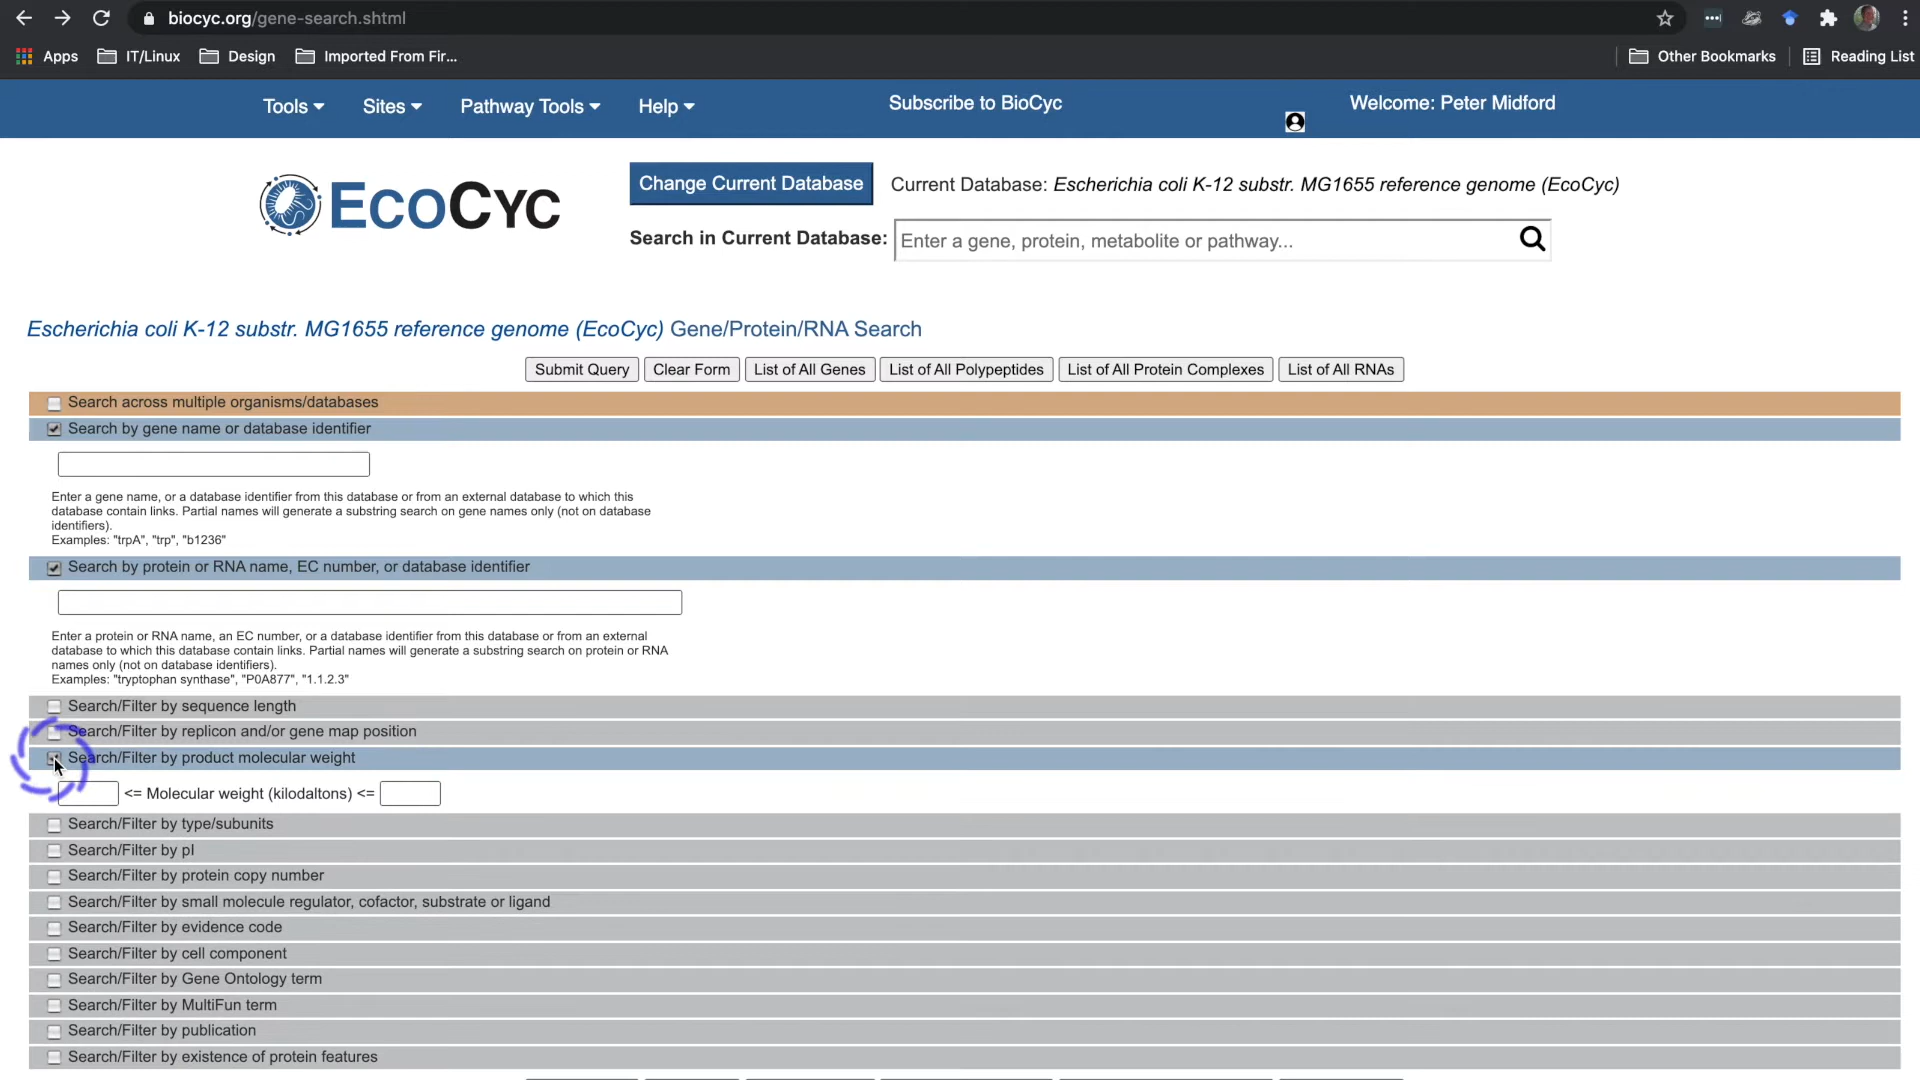 biocyc.org/gene-search.shtml
Apps IT/Linux Design Imported From Fir... Other Bookmarks Reading List
Tools Sites Pathway Tools Help Subscribe to BioCyc Welcome: Peter Midford
ECOCYC
Change Current Database Current Database: Escherichia coli K-12 substr. MG1655 reference genome (EcoCyc)
Search in Current Database: Enter a gene, protein, metabolite or pathway...
Escherichia coli K-12 substr. MG1655 reference genome (EcoCyc) Gene/Protein/RNA Search
Submit Query Clear Form List of All Genes List of All Polypeptides List of All Protein Complexes List of All RNAs
Search across multiple organisms/databases
Search by gene name or database identifier
Enter a gene name, or a database identifier from this database or from an external database to which this
database contain links. Partial names will generate a substring search on gene names only (not on database
identifiers).
Examples: "trpA", "trp", "b1236"
Search by protein or RNA name, EC number, or database identifier
Enter a protein or RNA name, an EC number, or a database identifier from this database or from an external
database to which this database contain links. Partial names will generate a substring search on protein or RNA
names only (not on database identifiers).
Examples: "tryptophan synthase", "P0A877", "1.1.2.3"
Search/Filter by sequence length
Search/Filter by replicon and/or gene map position
Search/Filter by product molecular weight
<= Molecular weight (kilodaltons) <=
Search/Filter by type/subunits
Search/Filter by pI
Search/Filter by protein copy number
Search/Filter by small molecule regulator, cofactor, substrate or ligand
Search/Filter by evidence code
Search/Filter by cell component
Search/Filter by Gene Ontology term
Search/Filter by MultiFun term
Search/Filter by publication
Search/Filter by existence of protein features